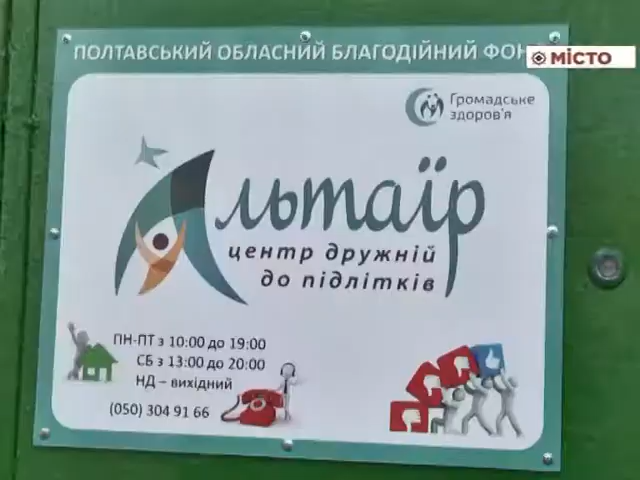 ПОЛТАВСЬКИЙ ОБЛАСНИЙ БЛАГОДІЙНИЙ
МІСТО
Громадське
здоров'я
Альтаїр
центр дружній
до підлітків
ПН-ПТ з 10:00 до 19:00
СБ з 13:00 до 20:00
НД – вихідний
(050) 304 91 66